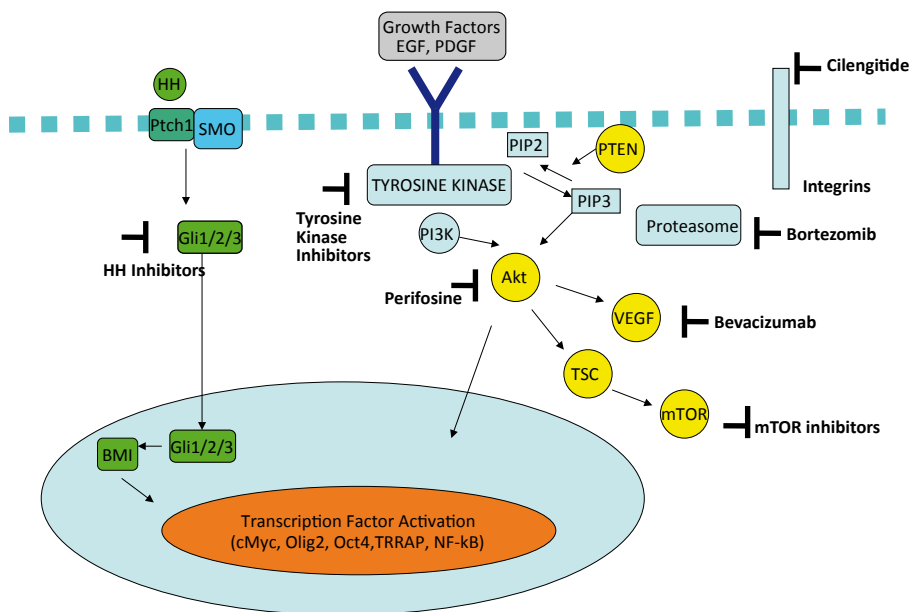 Growth Factors
EGF, PDGF
Cilengitide
HH
Ptch1
SMO
PIP2
PTEN
TYROSINE KINASE
PIP3
Integrins
Tyrosine
Kinase
Inhibitors
PI3K
Proteasome
Bortezomib
Gli1/2/3
HH Inhibitors
Akt
Perifosine
VEGF
Bevacizumab
TSC
mTOR
mTOR inhibitors
Gli1/2/3
BMI
Transcription Factor Activation
(cMyc, Olig2, Oct4,TRRAP, NF-kB)